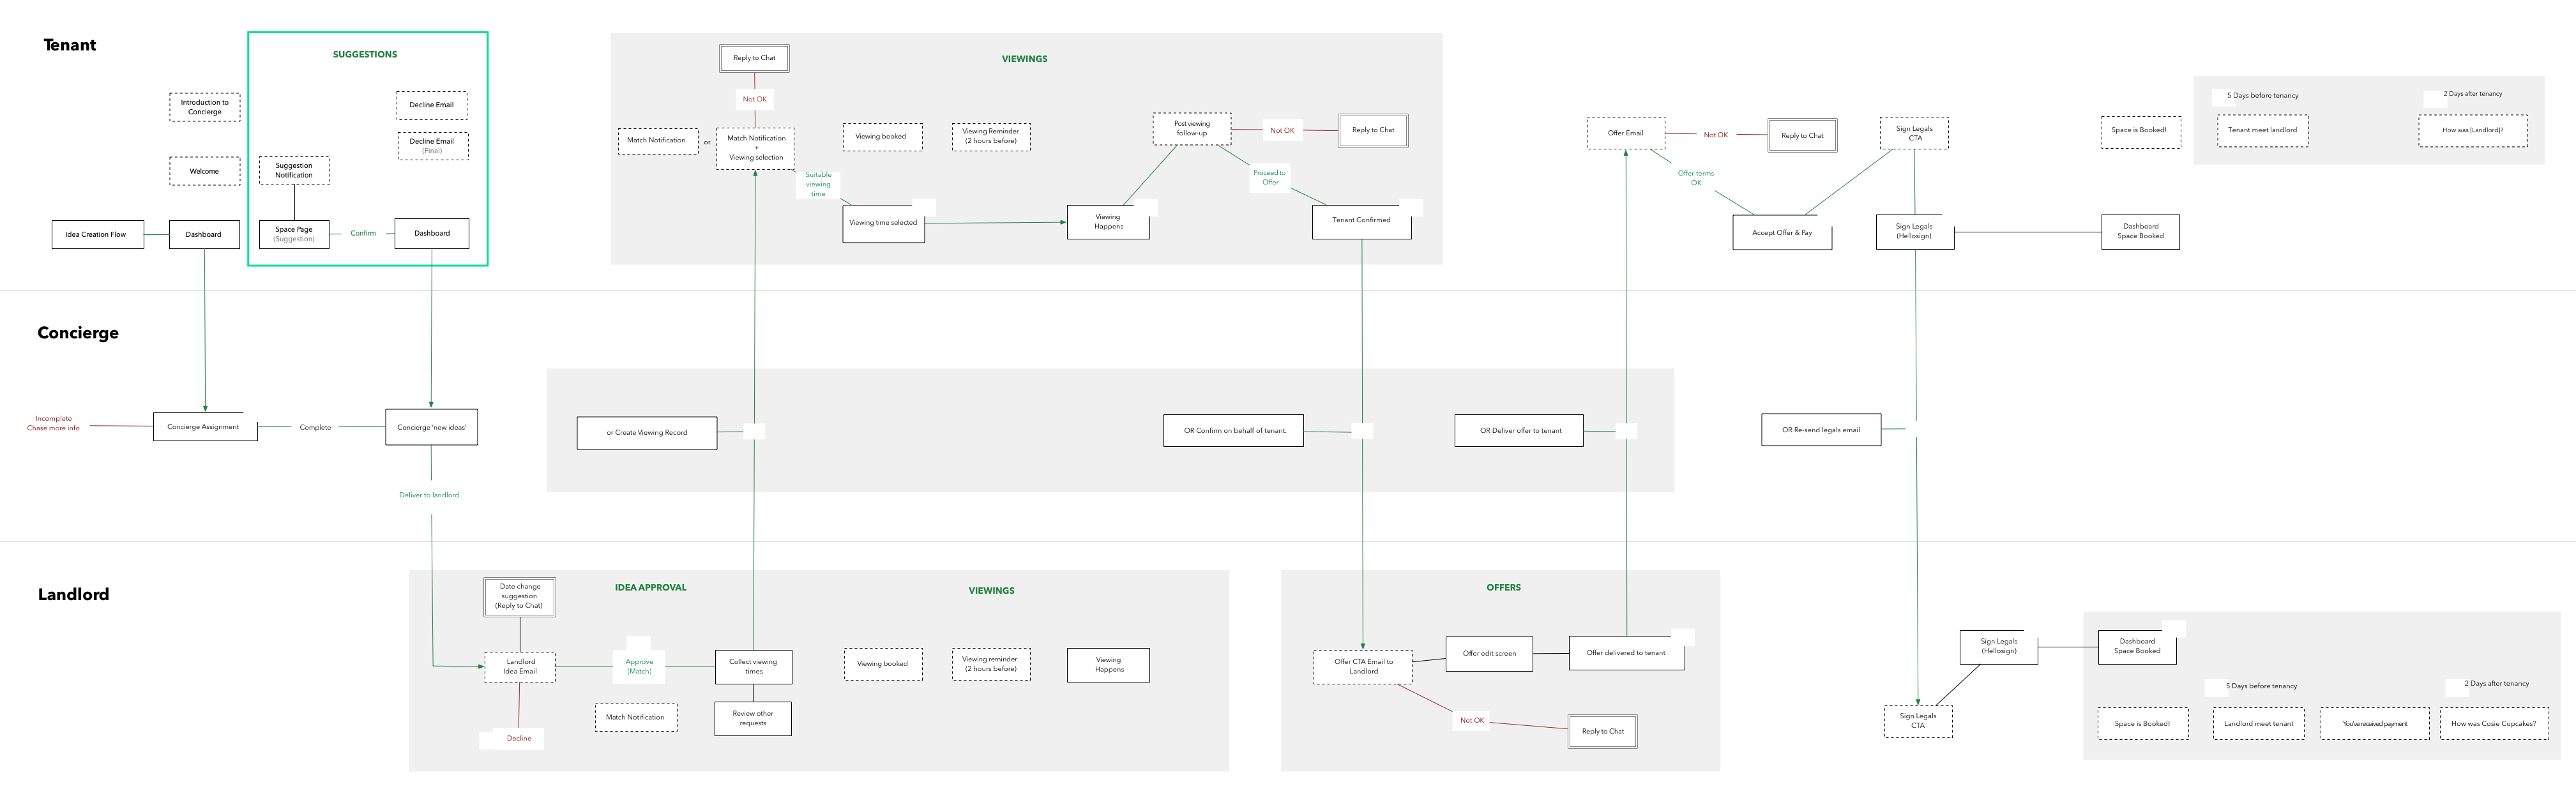 Tenant
SUGGESTIONS
Introduction to
Concierge
Decline Email
Decline Email
(Final)
Welcome
Suggestion
Notification
Idea Creation Flow
Dashboard
Space Page
(Suggestion)
Confirm
Dashboard
VIEWINGS
Reply to Chat
Not OK
Match Notification
or
Match Notification
+
Viewing selection
Viewing booked
Viewing Reminder
(2 hours before)
Post viewing
follow-up
Not OK
Reply to Chat
Suitable
viewing
time
Proceed to
Offer
Viewing time selected
Viewing
Happens
Tenant Confirmed
Offer Email
Not OK
Reply to Chat
Sign Legals
CTA
Offer terms
OK
Accept Offer & Pay
Sign Legals
(Hellosign)
Space is Booked!
Dashboard
Space Booked
5 Days before tenancy
2 Days after tenancy
Tenant meet landlord
How was [Landlord]?
Concierge
Incomplete
Chase more info
Concierge Assignment
Complete
Concierge 'new ideas'
Deliver to landlord
or Create Viewing Record
OR Confirm on behalf of tenant.
OR Deliver offer to tenant
OR Re-send legals email
Landlord
Date change
suggestion
(Reply to Chat)
IDEA APPROVAL
VIEWINGS
Landlord
Idea Email
Approve
(Match)
Collect viewing
times
Viewing booked
Viewing reminder
(2 hours before)
Viewing
Happens
Match Notification
Review other
requests
Decline
OFFERS
Offer CTA Email to
Landlord
Offer edit screen
Offer delivered to tenant
Not OK
Reply to Chat
Sign Legals
(Hellosign)
Dashboard
Space Booked
Sign Legals
CTA
5 Days before tenancy
2 Days after tenancy
Space is Booked!
Landlord meet tenant
You've received payment
How was Cosie Cupcakes?